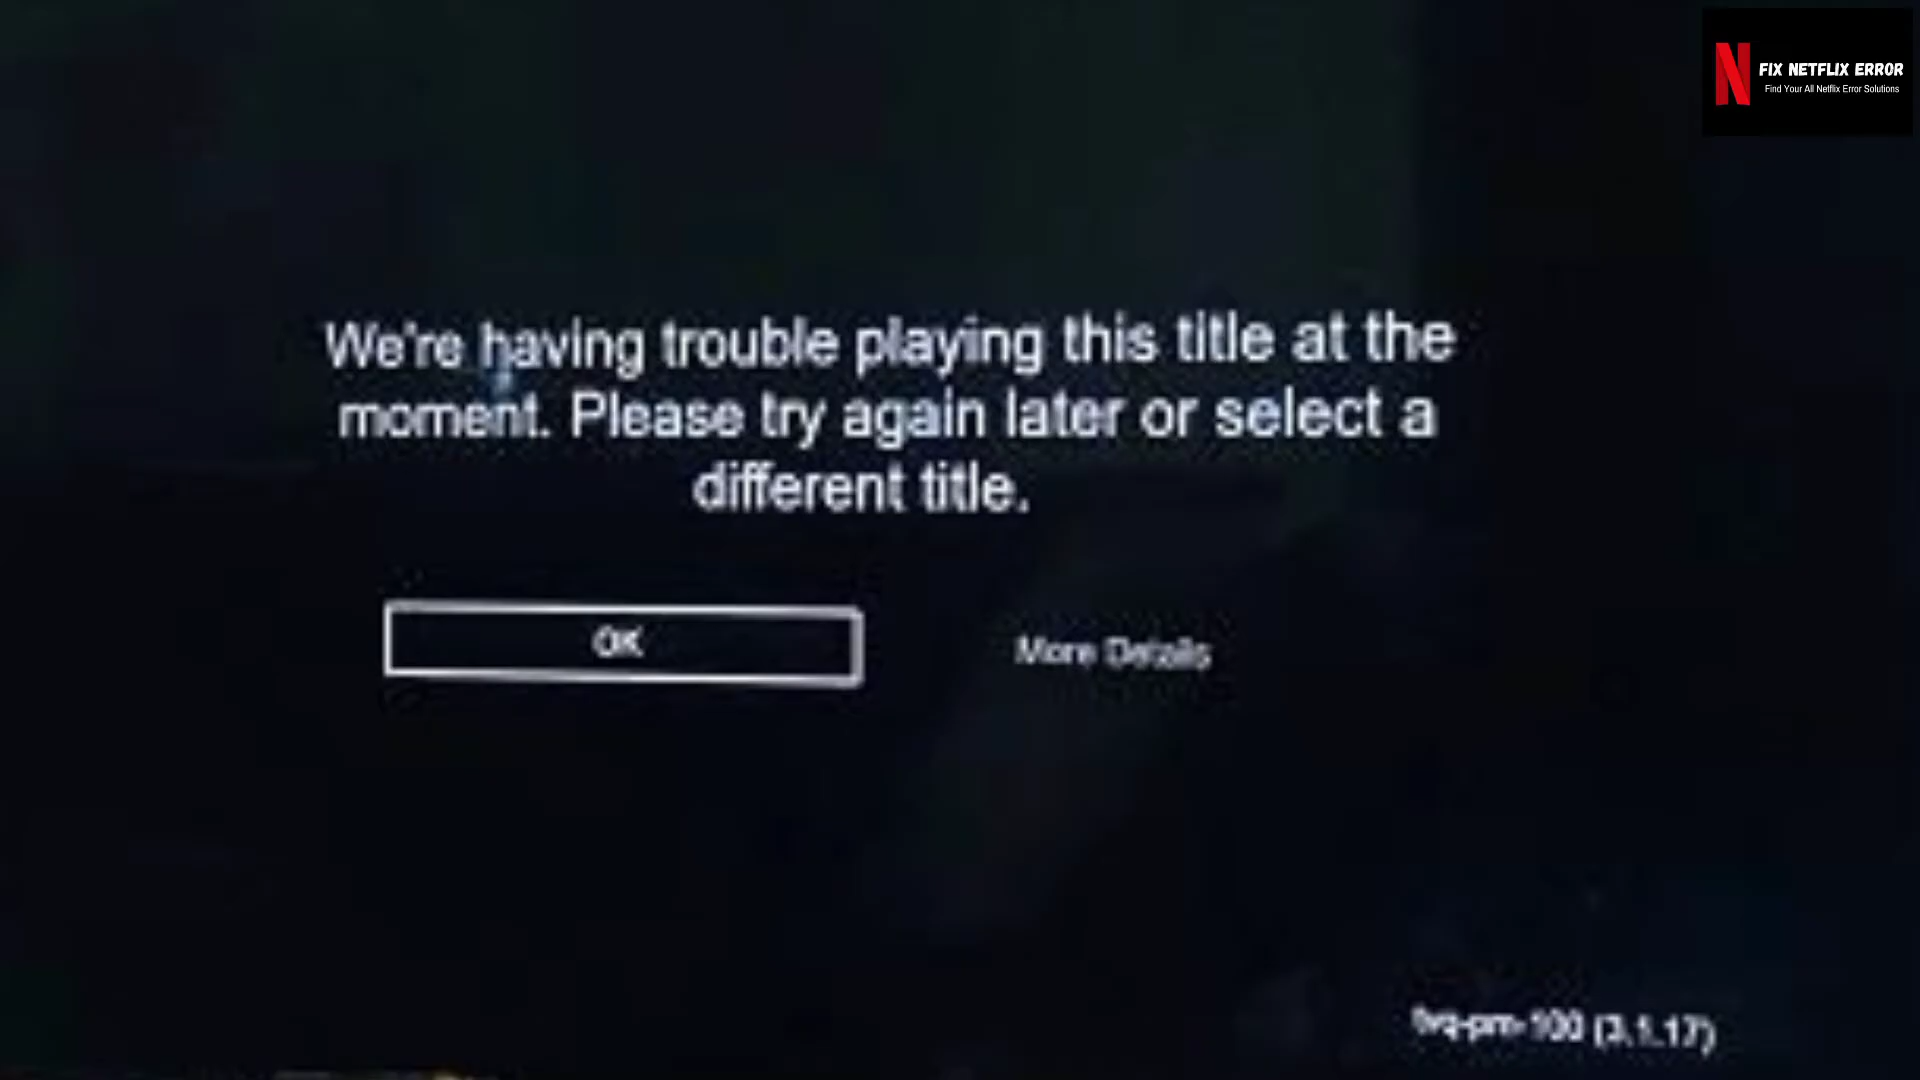 N FIX NETFLIX ERROR
Find Your All Netflix Error Solutions
We're having trouble playing this title at the
moment. Please try again later or select a
different title.
OK
More Details
tvq-pm-100 (3.1.17)